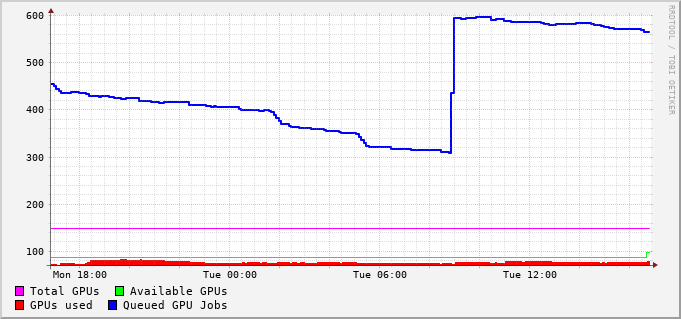 600
500
400
300
200
100
Mon 18:00 Tue 00:00 Tue 06:00 Tue 12:00
Total GPUs Available GPUs
GPUs used Queued GPU Jobs
RRDTOOL / TOBI OETIKER